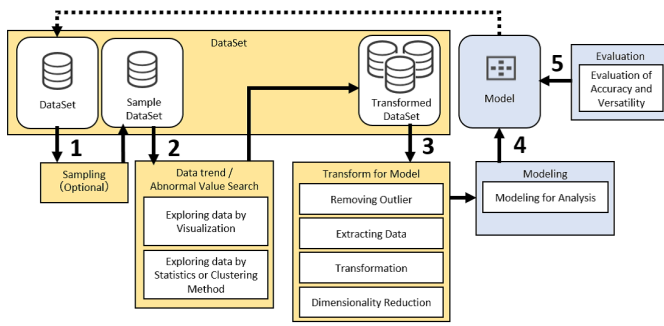 DataSet
DataSet
Sample
DataSet
Transformed
DataSet
Model
5
Evaluation
Evaluation of
Accuracy and
Versatility
1
2
3
4
Sampling
(Optional)
Data trend /
Abnormal Value Search
Exploring data by
Visualization
Exploring data by
Statistics or Clustering
Method
Transform for Model
Removing Outlier
Extracting Data
Transformation
Dimensionality Reduction
Modeling
Modeling for Analysis